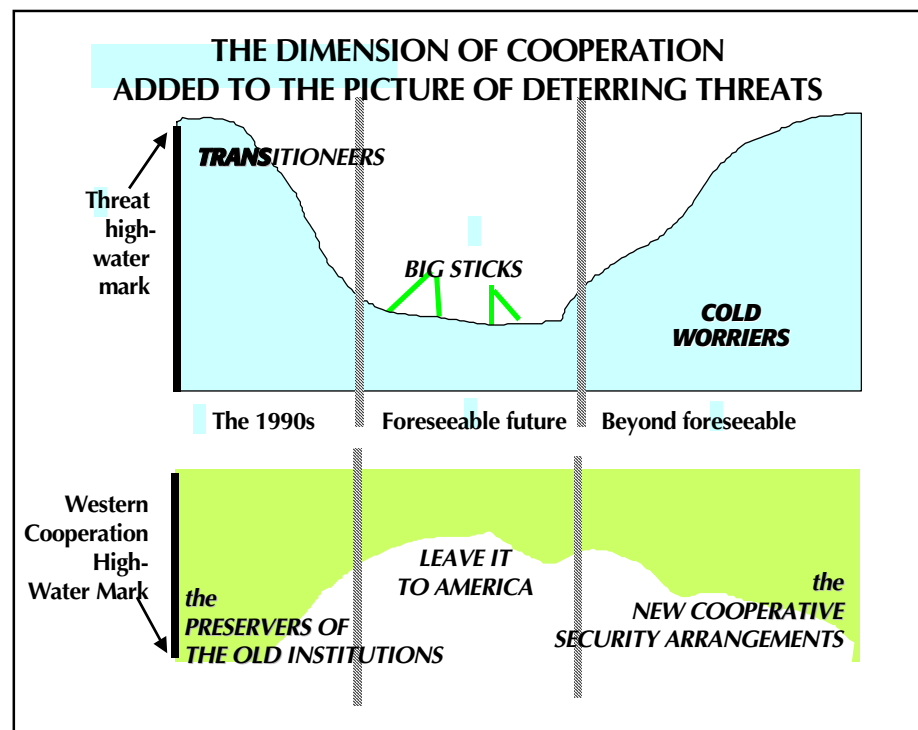 THE DIMENSION OF COOPERATION
ADDED TO THE PICTURE OF DETERRING THREATS
TRANSITIONEERS
Threat
high-
water
mark
BIG STICKS
COLD
WORRIERS
The 1990s
Foreseeable future
Beyond foreseeable
Western
Cooperation
High-
Water Mark
the
PRESERVERS OF
THE OLD INSTITUTIONS
LEAVE IT
TO AMERICA
the
NEW COOPERATIVE
SECURITY ARRANGEMENTS